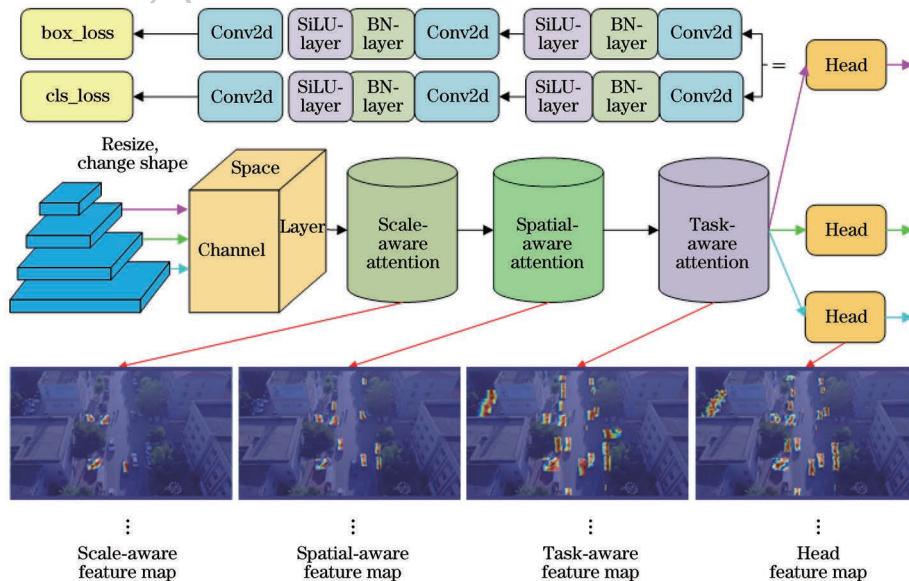 box_loss
Conv2d
SiLU-
layer
BN-
layer
Conv2d
SiLU-
layer
BN-
layer
Conv2d
=
Head
cls_loss
Conv2d
SiLU-
layer
BN-
layer
Conv2d
SiLU-
layer
BN-
layer
Conv2d
Resize,
change shape
Space
Channel
Layer
Scale-
aware
attention
Spatial-
aware
attention
Task-
aware
attention
Head
Head
⋮
Scale-aware
feature map
⋮
Spatial-aware
feature map
⋮
Task-aware
feature map
⋮
Head
feature map